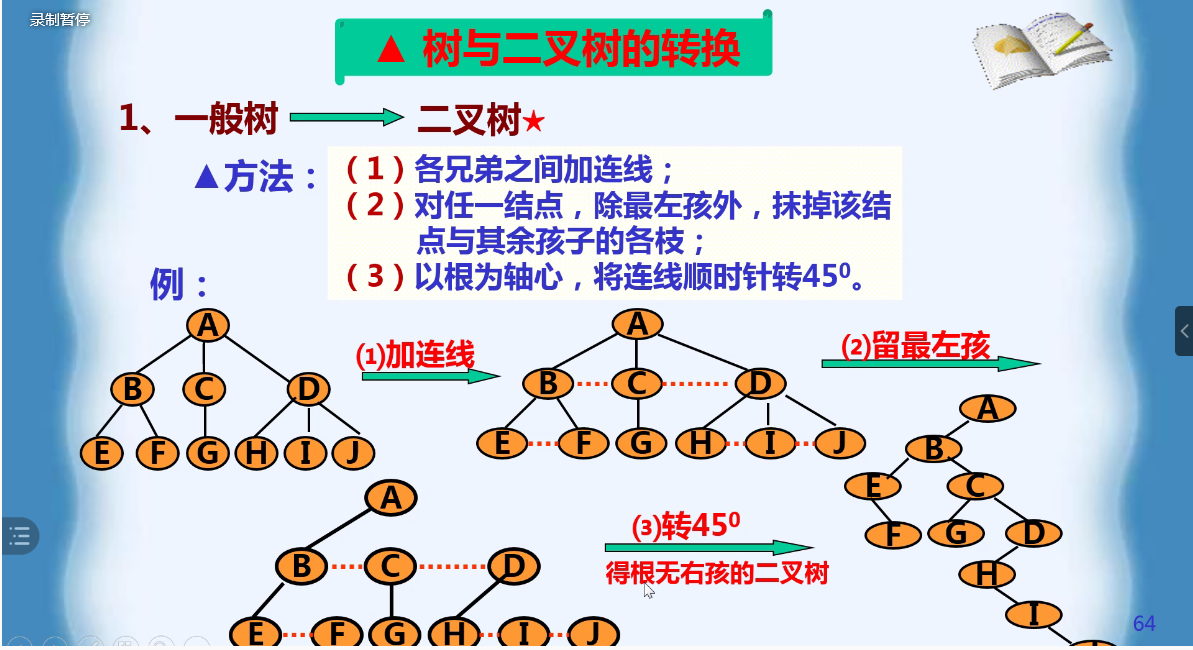 录制暂停
▲ 树与二叉树的转换
1、一般树 二叉树★
▲方法：
（1）各兄弟之间加连线；
（2）对任一结点，除最左孩外，抹掉该结
点与其余孩子的各枝；
（3）以根为轴心，将连线顺时针转45⁰。
例：
A
B C D
E F G H I J
⑴加连线
A
B C D
E F G H I J
⑵留最左孩
A
B C D
E F G H I J
⑶转45⁰
得根无右孩的二叉树
A
B
E C
F G D
H
I
64